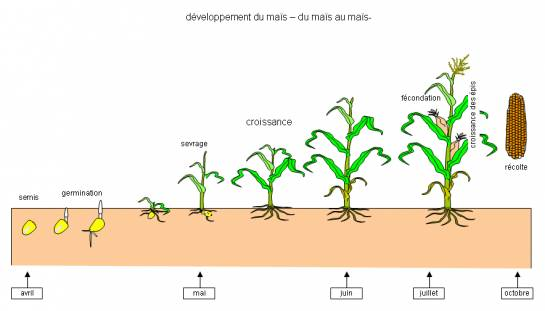 développement du maïs – du maïs au maïs-
semis
germination
sevrage
croissance
fécondation
croissance des épis
récolte
avril
mai
juin
juillet
octobre